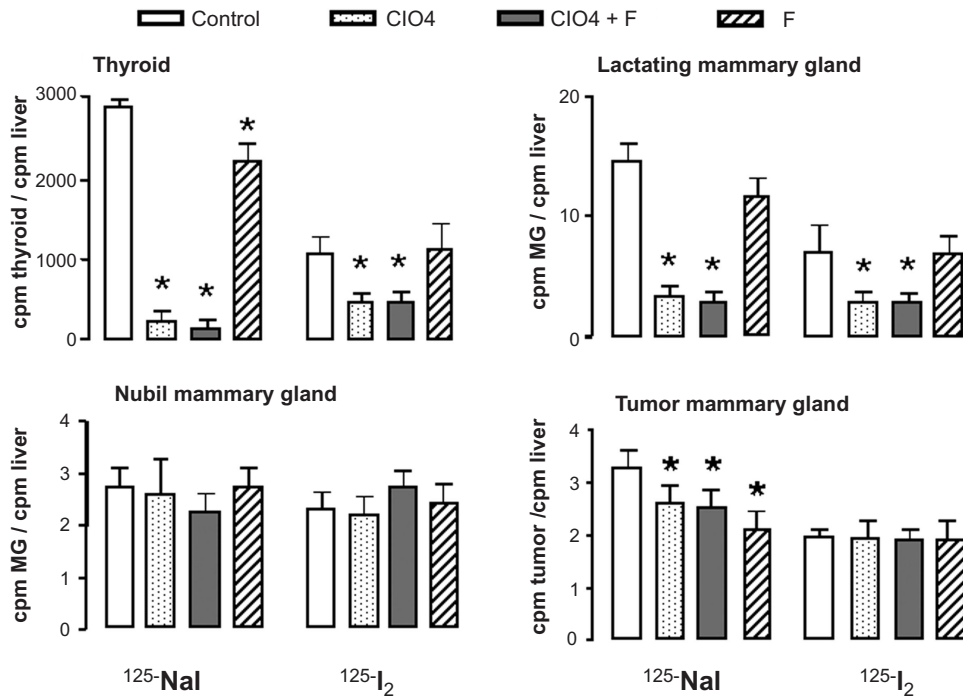 Control CIO4 CIO4 + F F
Thyroid
cpm thyroid / cpm liver
3000
2000
1000
0
* * * * *
*
Lactating mammary gland
cpm MG / cpm liver
20
10
0
* * * *
Nubil mammary gland
cpm MG / cpm liver
4
3
2
1
0
125-NaI 125-I2
Tumor mammary gland
cpm tumor /cpm liver
4
3
2
1
0
* * *
125-NaI 125-I2